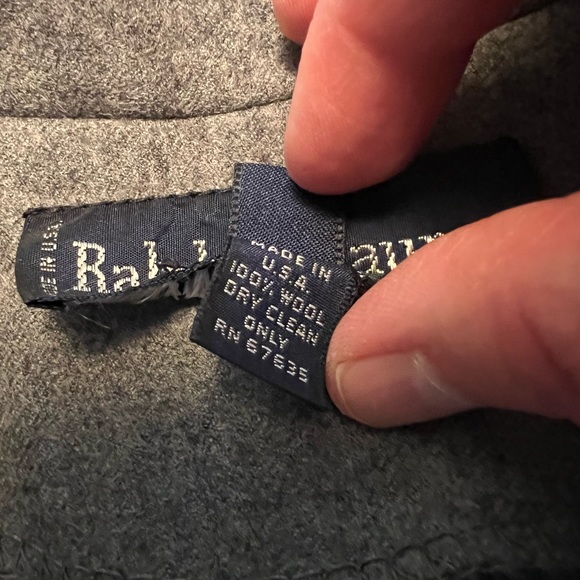 Ral
MADE IN
U.S.A.
100% WOOL
DRY CLEAN
ONLY
RN 67635